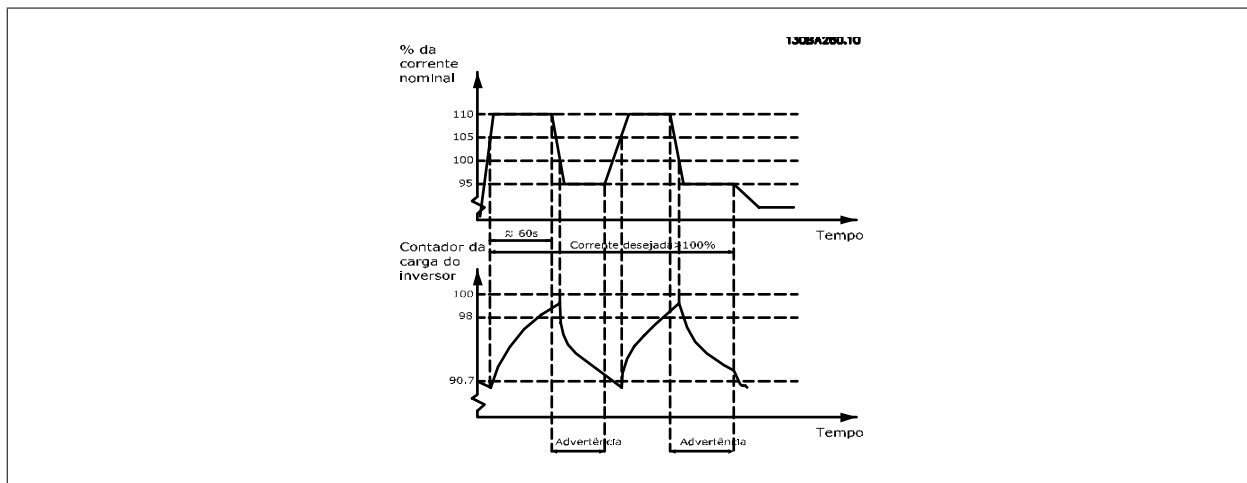 130BA260.10
% da
corrente
nominal
110
105
100
95
Tempo
≈ 60s
Corrente desejada>100%
Contador da
carga do
inversor
100
98
90.7
Tempo
Advertência
Advertência